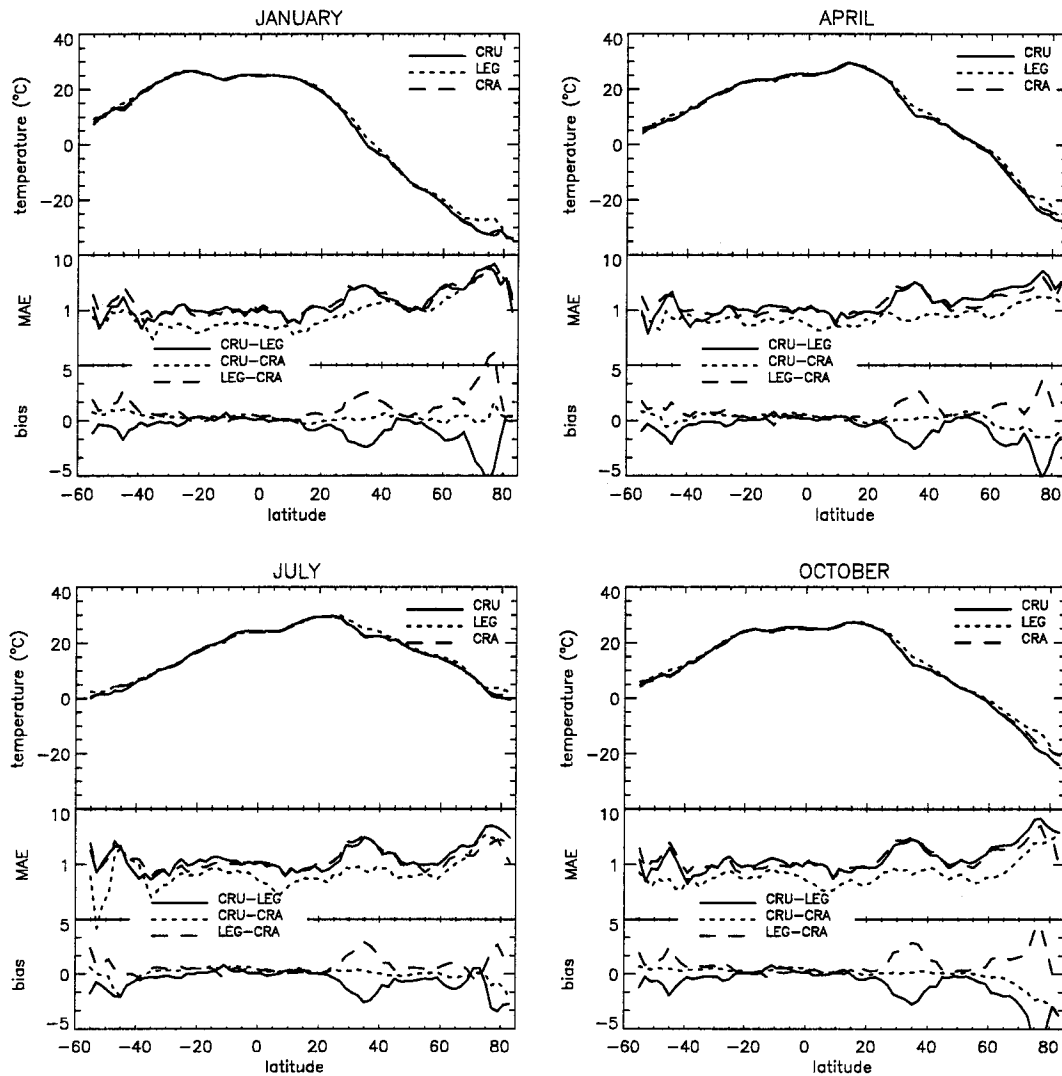 JANUARY
40
20
0
−20
temperature (°C)
CRU
LEG
CRA
10
1
MAE
CRU−LEG
CRU−CRA
LEG−CRA
5
0
−5
bias
−60 −40 −20 0 20 40 60 80
latitude
APRIL
40
20
0
−20
temperature (°C)
CRU
LEG
CRA
10
1
MAE
CRU−LEG
CRU−CRA
LEG−CRA
5
0
−5
bias
−60 −40 −20 0 20 40 60 80
latitude
JULY
40
20
0
−20
temperature (°C)
CRU
LEG
CRA
10
1
MAE
CRU−LEG
CRU−CRA
LEG−CRA
5
0
−5
bias
−60 −40 −20 0 20 40 60 80
latitude
OCTOBER
40
20
0
−20
temperature (°C)
CRU
LEG
CRA
10
1
MAE
CRU−LEG
CRU−CRA
LEG−CRA
5
0
−5
bias
−60 −40 −20 0 20 40 60 80
latitude